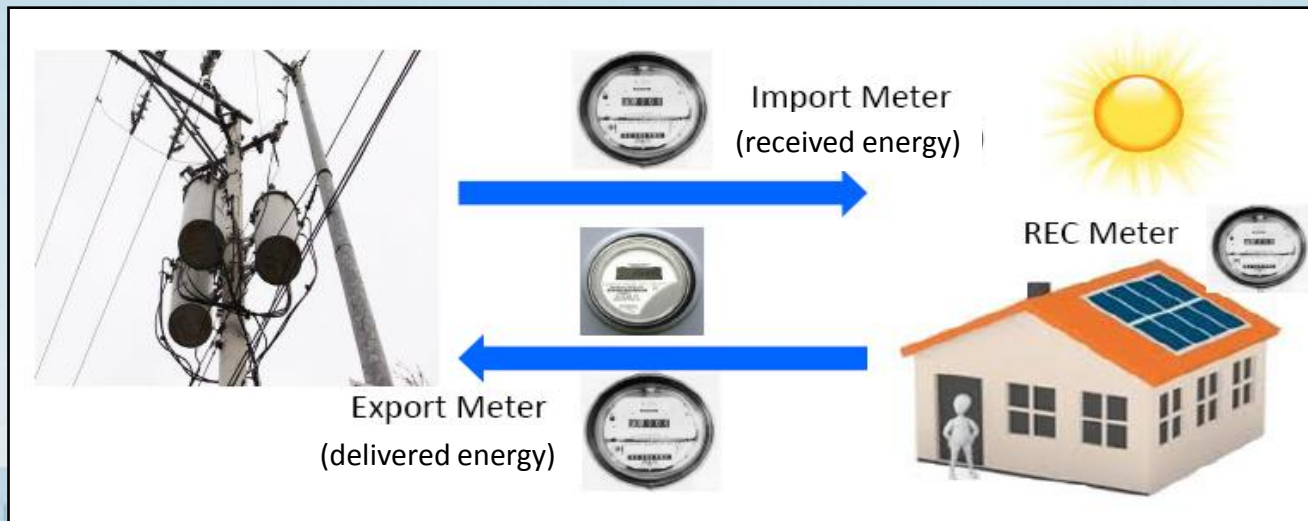 Import Meter
(received energy)
REC Meter
Export Meter
(delivered energy)